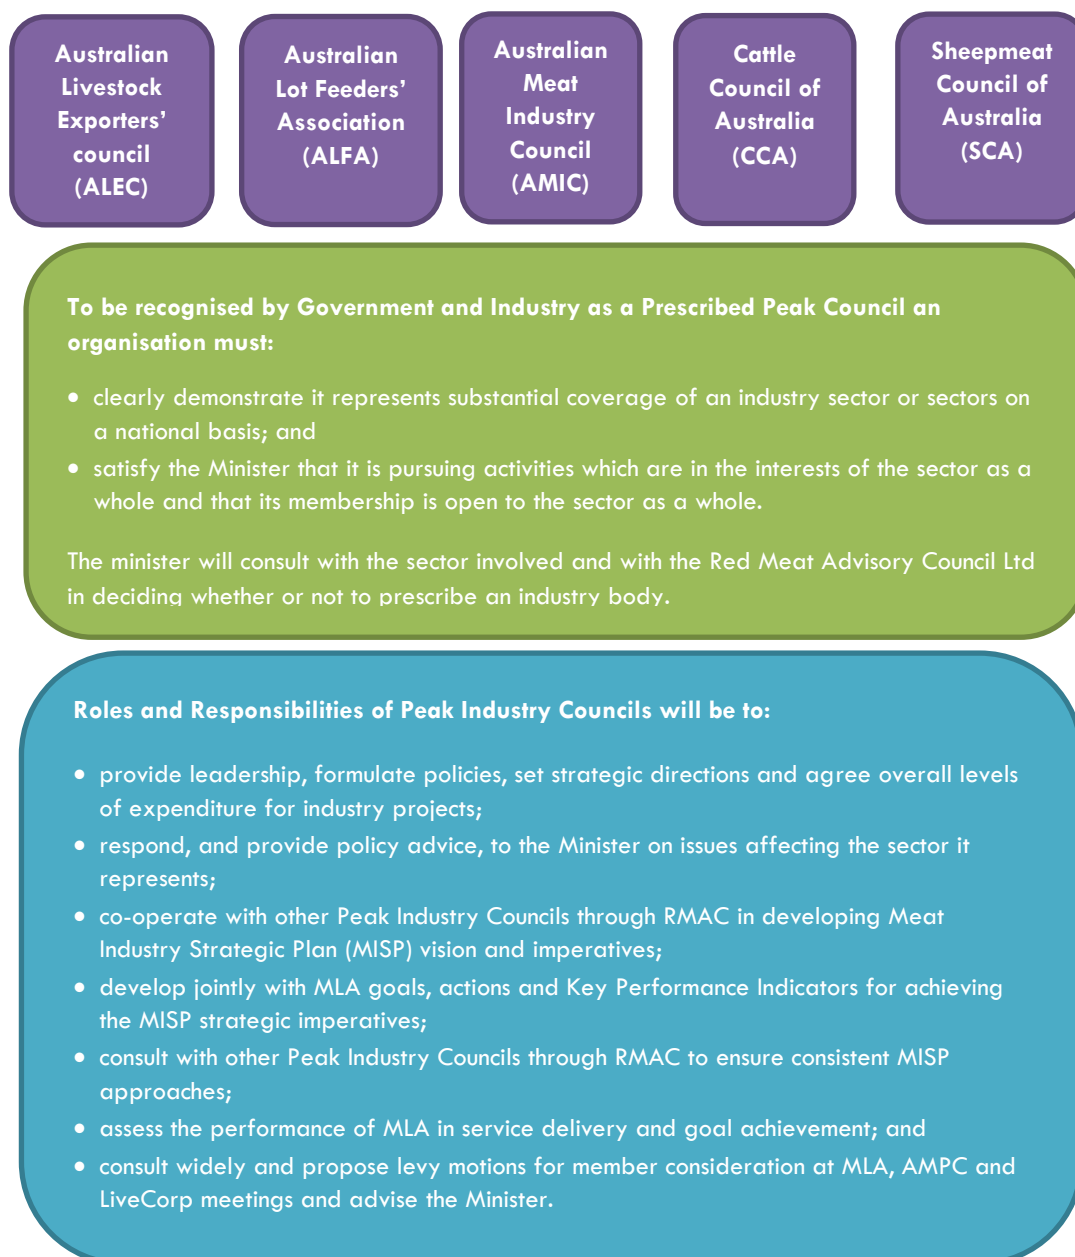 Australian
Livestock
Exporters’
council
(ALEC)
Australian
Lot Feeders’
Association
(ALFA)
Australian
Meat
Industry
Council
(AMIC)
Cattle
Council of
Australia
(CCA)
Sheepmeat
Council of
Australia
(SCA)
To be recognised by Government and Industry as a Prescribed Peak Council an
organisation must:
• clearly demonstrate it represents substantial coverage of an industry sector or sectors on
a national basis; and
• satisfy the Minister that it is pursuing activities which are in the interests of the sector as a
whole and that its membership is open to the sector as a whole.
The minister will consult with the sector involved and with the Red Meat Advisory Council Ltd
in deciding whether or not to prescribe an industry body.
Roles and Responsibilities of Peak Industry Councils will be to:
• provide leadership, formulate policies, set strategic directions and agree overall levels
of expenditure for industry projects;
• respond, and provide policy advice, to the Minister on issues affecting the sector it
represents;
• co-operate with other Peak Industry Councils through RMAC in developing Meat
Industry Strategic Plan (MISP) vision and imperatives;
• develop jointly with MLA goals, actions and Key Performance Indicators for achieving
the MISP strategic imperatives;
• consult with other Peak Industry Councils through RMAC to ensure consistent MISP
approaches;
• assess the performance of MLA in service delivery and goal achievement; and
• consult widely and propose levy motions for member consideration at MLA, AMPC and
LiveCorp meetings and advise the Minister.